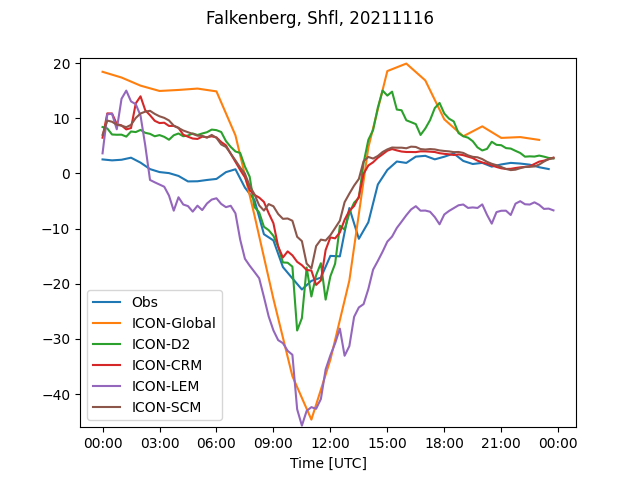 Falkenberg, Shfl, 20211116
20
10
0
−10
−20
−30
−40
Obs
ICON-Global
ICON-D2
ICON-CRM
ICON-LEM
ICON-SCM
00:00 03:00 06:00 09:00 12:00 15:00 18:00 21:00 00:00
Time [UTC]